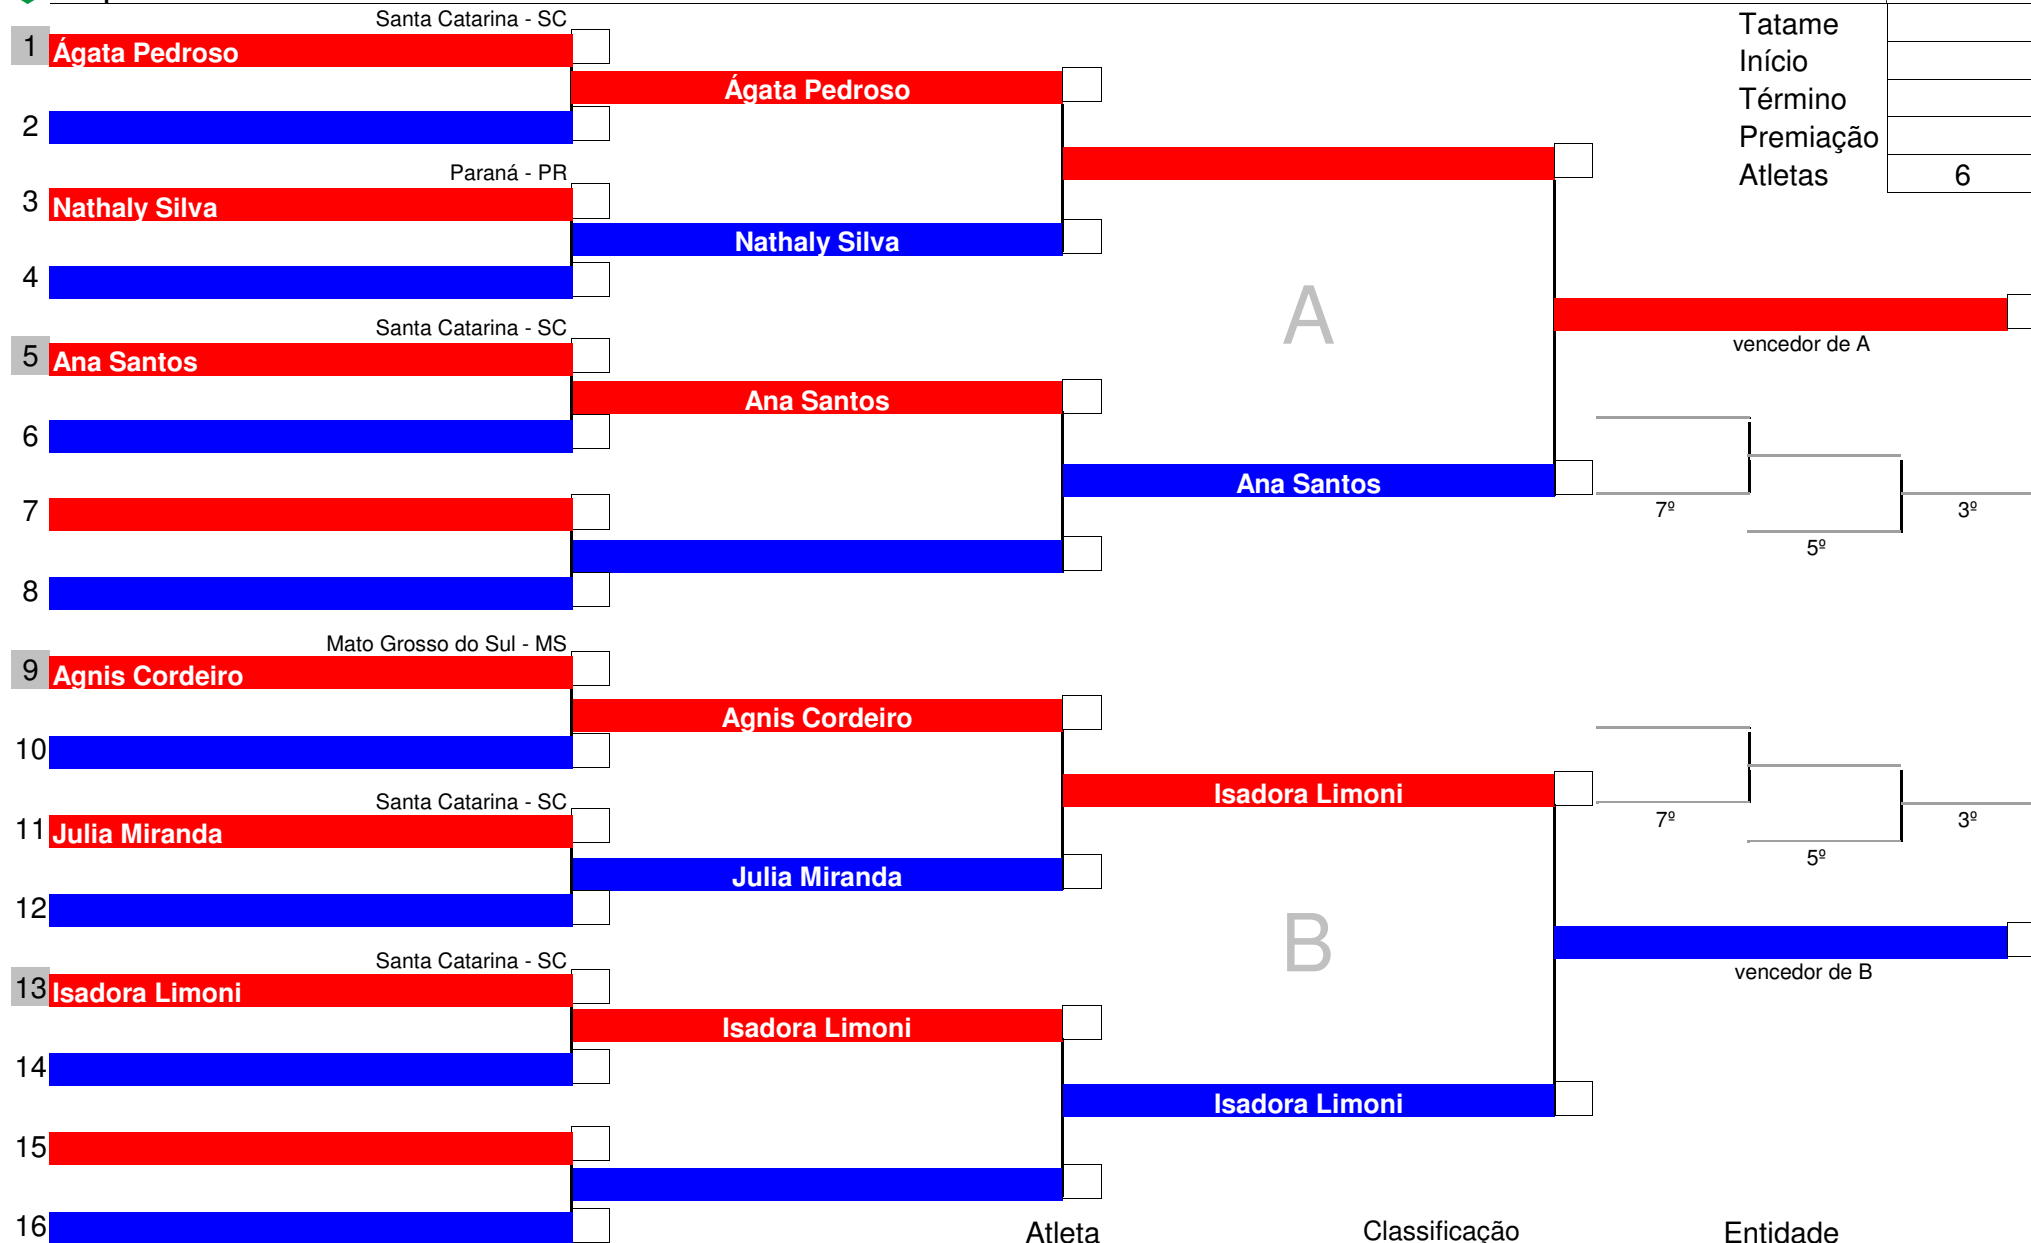 Santa Catarina - SC
1 Ágata Pedroso
Ágata Pedroso
2
Paraná - PR
3 Nathaly Silva
Nathaly Silva
4
Santa Catarina - SC
5 Ana Santos
Ana Santos
6
7
8
Ana Santos
A
Mato Grosso do Sul - MS
9 Agnis Cordeiro
Agnis Cordeiro
10
Santa Catarina - SC
11 Julia Miranda
Julia Miranda
12
Isadora Limoni
B
Santa Catarina - SC
13 Isadora Limoni
Isadora Limoni
14
Isadora Limoni
15
16
Tatame
Início
Término
Premiação
Atletas 6
vencedor de A
7º
5º
3º
7º
5º
3º
vencedor de B
Atleta Classificação Entidade